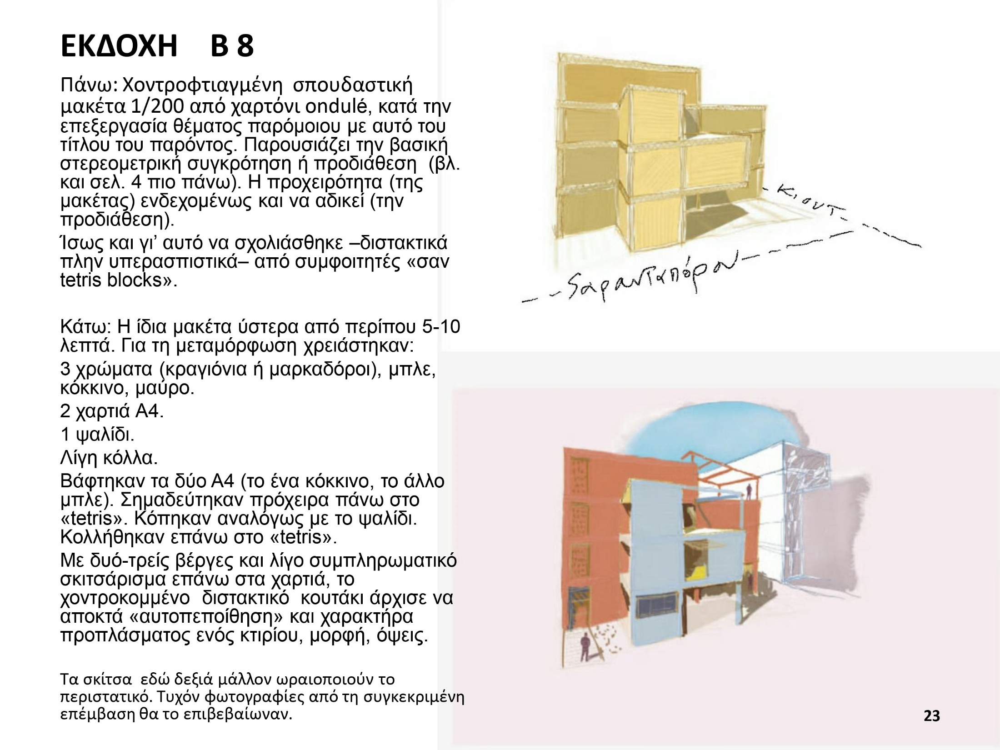 ΕΚΔΟΧΗ Β 8
Πάνω: Χοντροφτιαγμένη σπουδαστική
μακέτα 1/200 από χαρτόνι ondulé, κατά την
επεξεργασία θέματος παρόμοιου με αυτό του
τίτλου του παρόντος. Παρουσιάζει την βασική
στερεομετρική συγκρότηση ή προδιάθεση (βλ.
και σελ. 4 πιο πάνω). Η προχειρότητα (της
μακέτας) ενδεχομένως και να αδικεί (την
προδιάθεση).
Ίσως και γι’ αυτό να σχολιάσθηκε –διστακτικά
πλην υπερασπιστικά– από συμφοιτητές «σαν
tetris blocks».
Κάτω: Η ίδια μακέτα ύστερα από περίπου 5-10
λεπτά. Για τη μεταμόρφωση χρειάστηκαν:
3 χρώματα (κραγιόνια ή μαρκαδόροι), μπλε,
κόκκινο, μαύρο.
2 χαρτιά Α4.
1 ψαλίδι.
Λίγη κόλλα.
Βάφτηκαν τα δύο Α4 (το ένα κόκκινο, το άλλο
μπλε). Σημαδεύτηκαν πρόχειρα πάνω στο
«tetris». Κόπηκαν αναλόγως με το ψαλίδι.
Κολλήθηκαν επάνω στο «tetris».
Με δυό-τρείς βέργες και λίγο συμπληρωματικό
σκιτσάρισμα επάνω στα χαρτιά, το
χοντροκομμένο διστακτικό κουτάκι άρχισε να
αποκτά «αυτοπεποίθηση» και χαρακτήρα
προπλάσματος ενός κτιρίου, μορφή, όψεις.
Τα σκίτσα εδώ δεξιά μάλλον ωραιοποιούν το
περιστατικό. Τυχόν φωτογραφίες από τη συγκεκριμένη
επέμβαση θα το επιβεβαίωναν.
Κιουτ
Σαρανταπόρου
23